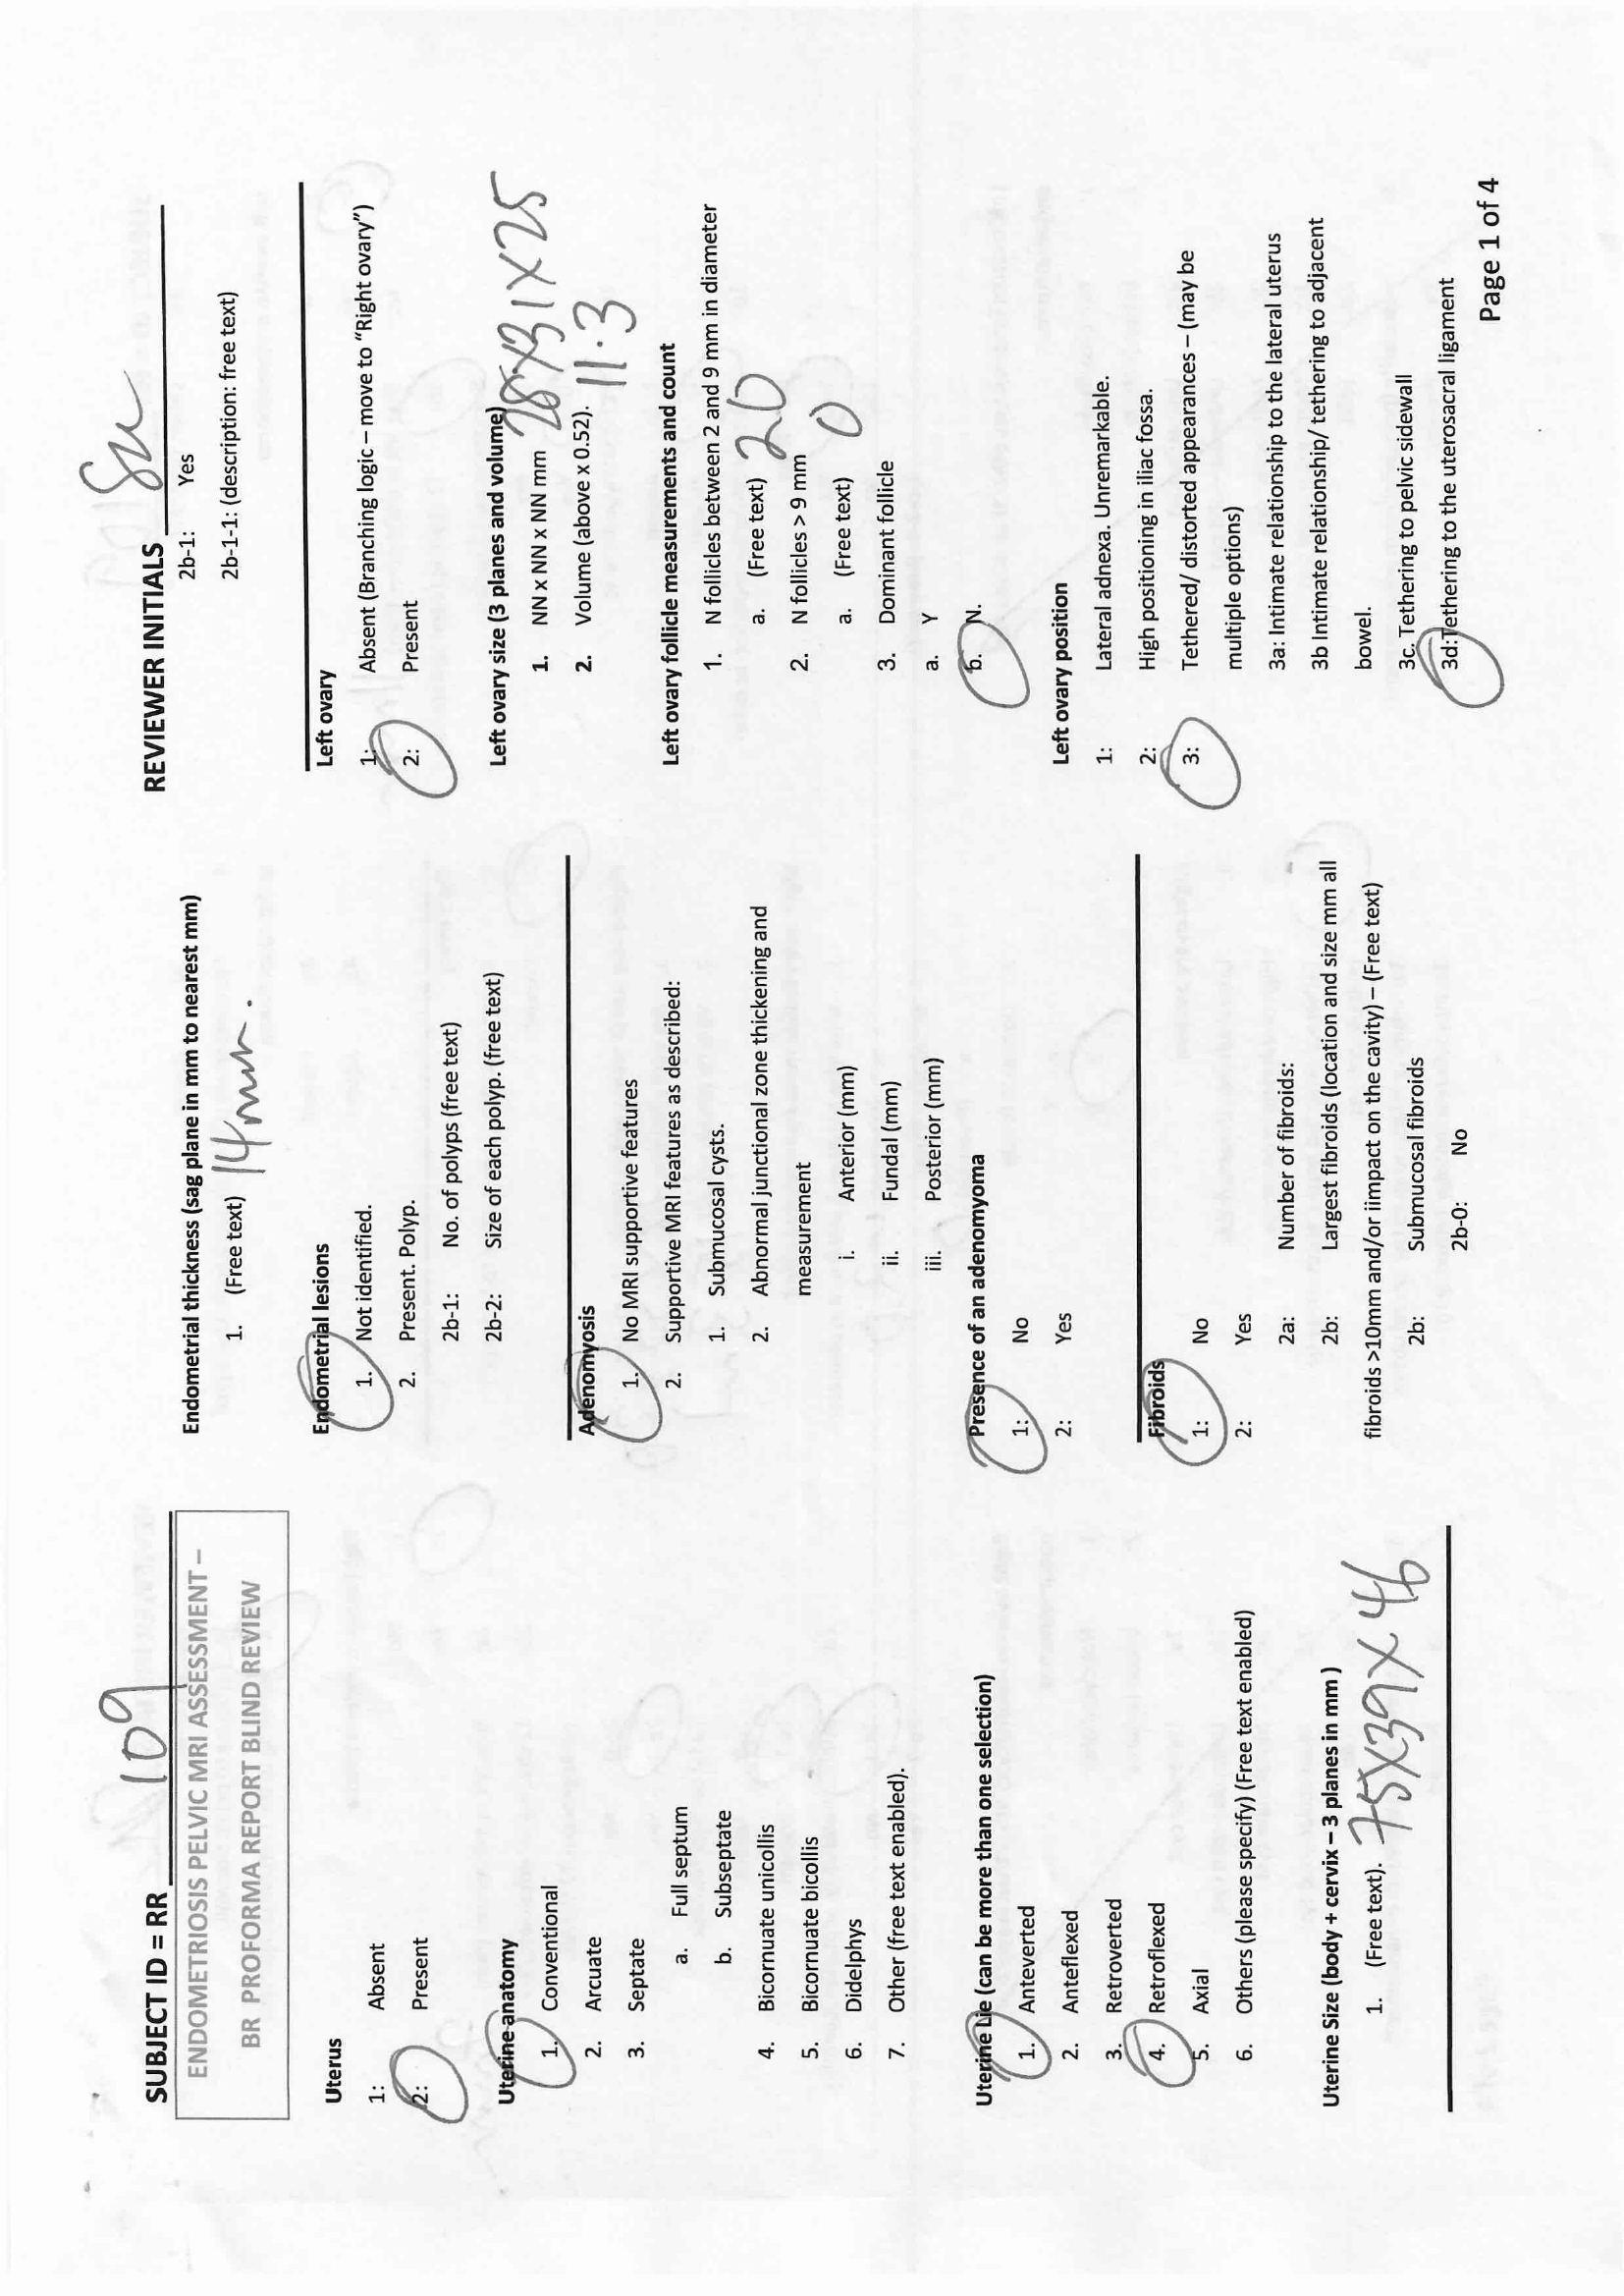 SUBJECT ID = RR 109
ENDOMETRIOSIS PELVIC MRI ASSESSMENT –
BR PROFORMA REPORT BLIND REVIEW
Uterus
1: Absent
2: Present
Uterine anatomy
1. Conventional
2. Arcuate
3. Septate
a. Full septum
b. Subseptate
4. Bicornuate unicollis
5. Bicornuate bicollis
6. Didelphys
7. Other (free text enabled).
Uterine Lie (can be more than one selection)
1. Anteverted
2. Anteflexed
3. Retroverted
4. Retroflexed
5. Axial
6. Others (please specify) (Free text enabled)
Uterine Size (body + cervix – 3 planes in mm )
1. (Free text). 75X39X46
Endometrial thickness (sag plane in mm to nearest mm)
1. (Free text) 14mm.
Endometrial lesions
1. Not identified.
2. Present. Polyp.
2b-1: No. of polyps (free text)
2b-2: Size of each polyp. (free text)
Adenomyosis
1. No MRI supportive features
2. Supportive MRI features as described:
1. Submucosal cysts.
2. Abnormal junctional zone thickening and
measurement
i. Anterior (mm)
ii. Fundal (mm)
iii. Posterior (mm)
Presence of an adenomyoma
1: No
2: Yes
Fibroids
1: No
2: Yes
2a: Number of fibroids:
2b: Largest fibroids (location and size mm all
fibroids >10mm and/or iimpact on the cavity) – (Free text)
2b: Submucosal fibroids
2b-0: No
REVIEWER INITIALS
2b-1: Yes
2b-1-1: (description: free text)
Left ovary
1: Absent (Branching logic – move to "Right ovary")
2: Present
Left ovary size (3 planes and volume)
1. NN x NN x NN mm 28X31X25
2. Volume (above x 0.52). 11.3
Left ovary follicle measurements and count
1. N follicles between 2 and 9 mm in diameter
a. (Free text) 20
2. N follicles > 9 mm
a. (Free text) 0
3. Dominant follicle
a. Y
b. N.
Left ovary position
1: Lateral adnexa. Unremarkable.
2: High positioning in iliac fossa.
3: Tethered/ distorted appearances – (may be
multiple options)
3a: Intimate relationship to the lateral uterus
3b Intimate relationship/ tethering to adjacent
bowel.
3c. Tethering to pelvic sidewall
3d:Tethering to the uterosacral ligament
Page 1 of 4